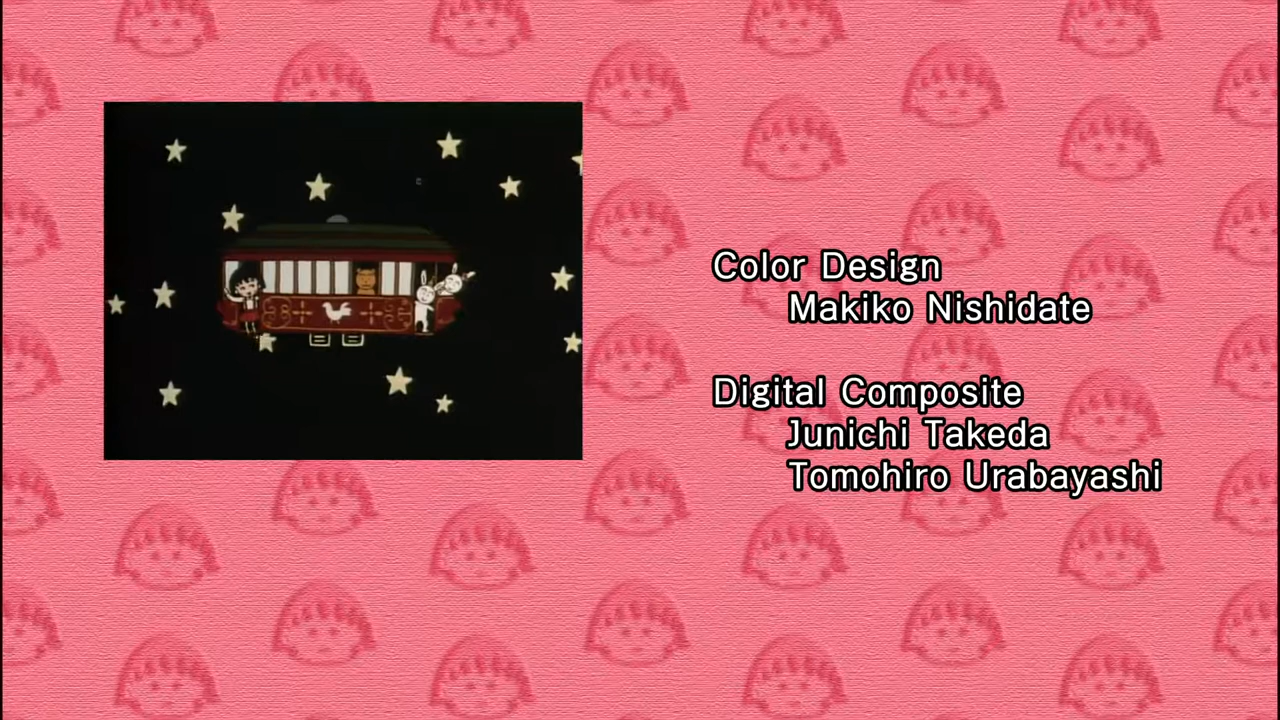 Color Design
Makiko Nishidate
Digital Composite
Junichi Takeda
Tomohiro Urabayashi